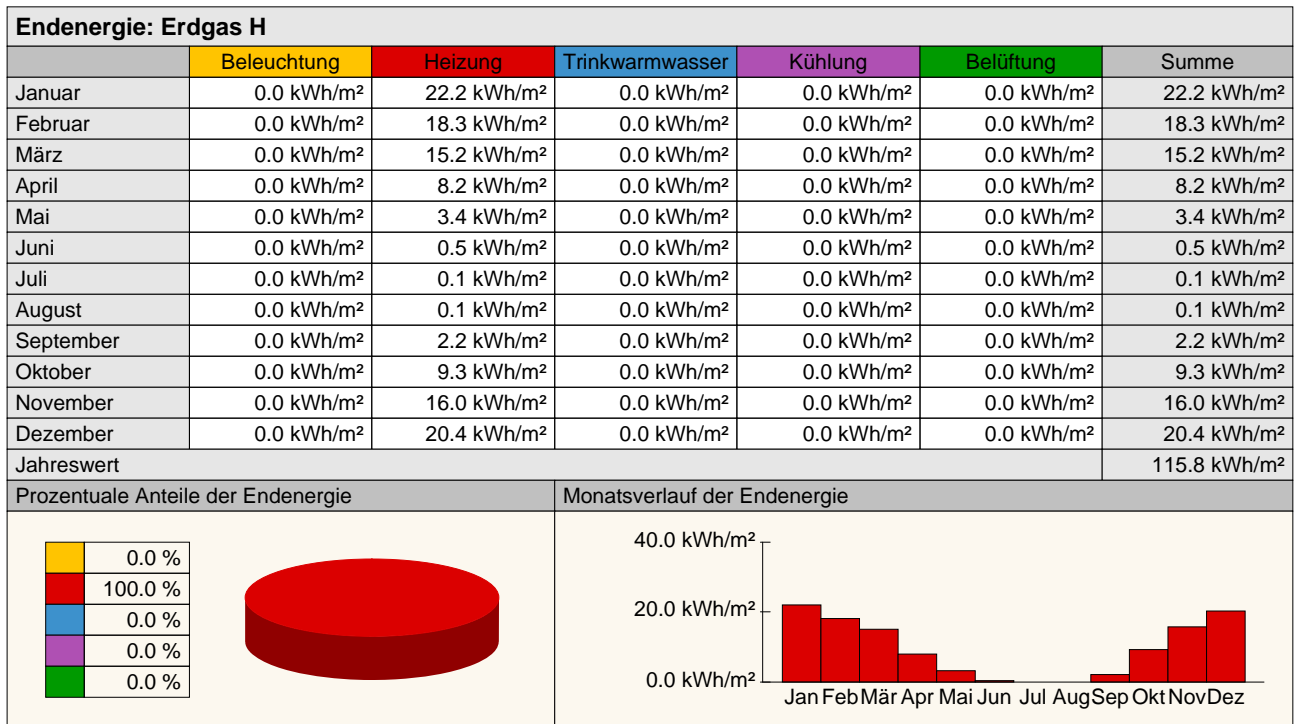 Endenergie: Erdgas H
Beleuchtung Heizung Trinkwarmwasser Kühlung Belüftung Summe
Januar 0.0 kWh/m² 22.2 kWh/m² 0.0 kWh/m² 0.0 kWh/m² 0.0 kWh/m² 22.2 kWh/m²
Februar 0.0 kWh/m² 18.3 kWh/m² 0.0 kWh/m² 0.0 kWh/m² 0.0 kWh/m² 18.3 kWh/m²
März 0.0 kWh/m² 15.2 kWh/m² 0.0 kWh/m² 0.0 kWh/m² 0.0 kWh/m² 15.2 kWh/m²
April 0.0 kWh/m² 8.2 kWh/m² 0.0 kWh/m² 0.0 kWh/m² 0.0 kWh/m² 8.2 kWh/m²
Mai 0.0 kWh/m² 3.4 kWh/m² 0.0 kWh/m² 0.0 kWh/m² 0.0 kWh/m² 3.4 kWh/m²
Juni 0.0 kWh/m² 0.5 kWh/m² 0.0 kWh/m² 0.0 kWh/m² 0.0 kWh/m² 0.5 kWh/m²
Juli 0.0 kWh/m² 0.1 kWh/m² 0.0 kWh/m² 0.0 kWh/m² 0.0 kWh/m² 0.1 kWh/m²
August 0.0 kWh/m² 0.1 kWh/m² 0.0 kWh/m² 0.0 kWh/m² 0.0 kWh/m² 0.1 kWh/m²
September 0.0 kWh/m² 2.2 kWh/m² 0.0 kWh/m² 0.0 kWh/m² 0.0 kWh/m² 2.2 kWh/m²
Oktober 0.0 kWh/m² 9.3 kWh/m² 0.0 kWh/m² 0.0 kWh/m² 0.0 kWh/m² 9.3 kWh/m²
November 0.0 kWh/m² 16.0 kWh/m² 0.0 kWh/m² 0.0 kWh/m² 0.0 kWh/m² 16.0 kWh/m²
Dezember 0.0 kWh/m² 20.4 kWh/m² 0.0 kWh/m² 0.0 kWh/m² 0.0 kWh/m² 20.4 kWh/m²
Jahreswert 115.8 kWh/m²
Prozentuale Anteile der Endenergie
0.0 %
100.0 %
0.0 %
0.0 %
0.0 %
Monatsverlauf der Endenergie
40.0 kWh/m²
20.0 kWh/m²
0.0 kWh/m²
Jan Feb Mär Apr Mai Jun Jul Aug Sep Okt Nov Dez